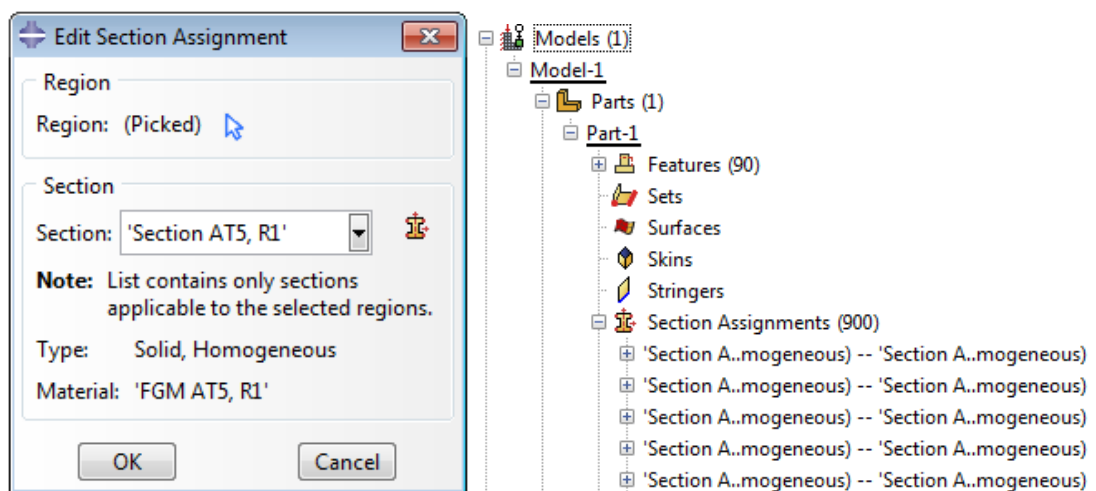 Edit Section Assignment
Region
Region: (Picked)
Section
Section: 'Section AT5, R1'
Note: List contains only sections
applicable to the selected regions.
Type: Solid, Homogeneous
Material: 'FGM AT5, R1'
OK Cancel
Models (1)
Model-1
Parts (1)
Part-1
Features (90)
Sets
Surfaces
Skins
Stringers
Section Assignments (900)
'Section A..mogeneous) -- 'Section A..mogeneous)
'Section A..mogeneous) -- 'Section A..mogeneous)
'Section A..mogeneous) -- 'Section A..mogeneous)
'Section A..mogeneous) -- 'Section A..mogeneous)
'Section A..mogeneous) -- 'Section A..mogeneous)